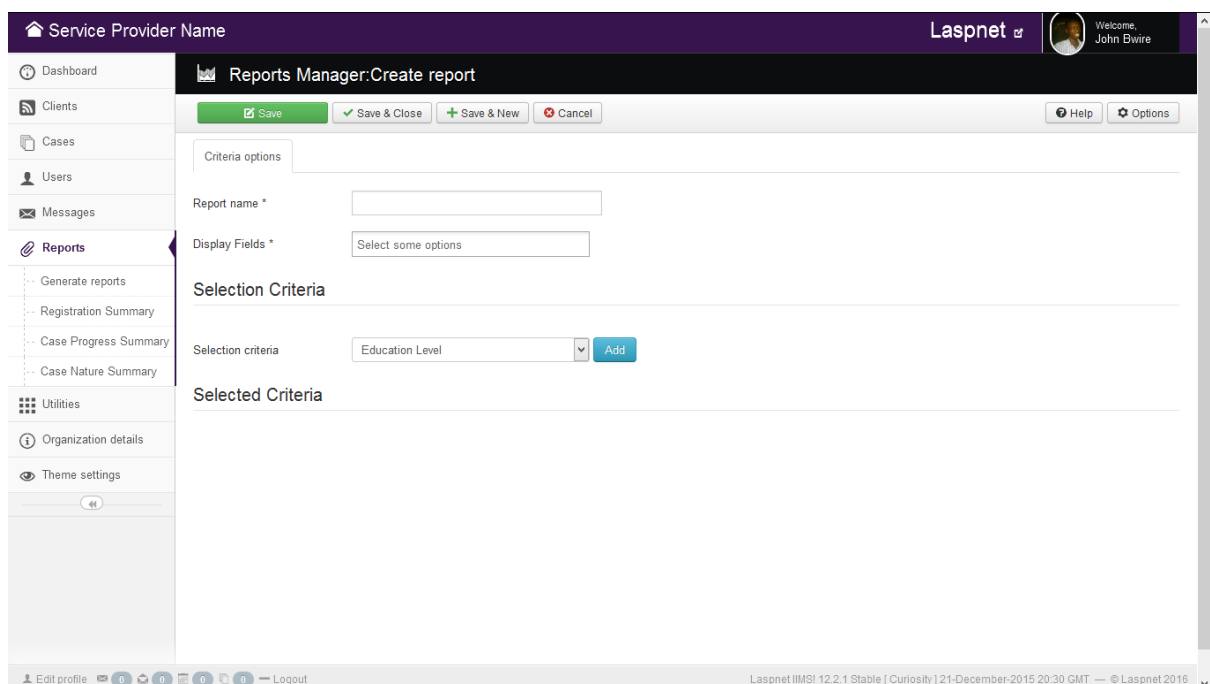 Service Provider Name
Laspnet
Welcome,
John Bwire
Dashboard
Clients
Cases
Users
Messages
Reports
Generate reports
Registration Summary
Case Progress Summary
Case Nature Summary
Utilities
Organization details
Theme settings
Reports Manager:Create report
Save
Save & Close
Save & New
Cancel
Help
Options
Criteria options
Report name *
Display Fields *
Select some options
Selection Criteria
Selection criteria
Education Level
Add
Selected Criteria
Edit profile
0
0
0
0
Logout
Laspnet IIMS! 12.2.1 Stable [ Curiosity ] 21-December-2015 20:30 GMT — © Laspnet 2016